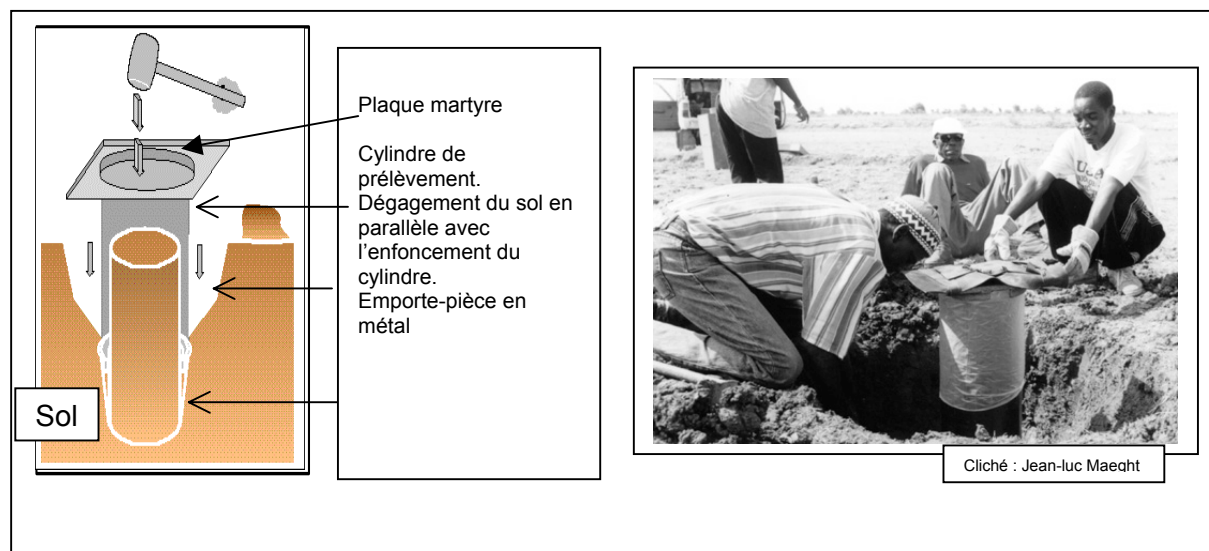 Plaque martyre
Cylindre de
prélèvement.
Dégagement du sol en
parallèle avec
l'enfoncement du
cylindre.
Emporte-pièce en
métal
Sol
Cliché : Jean-luc Maeght